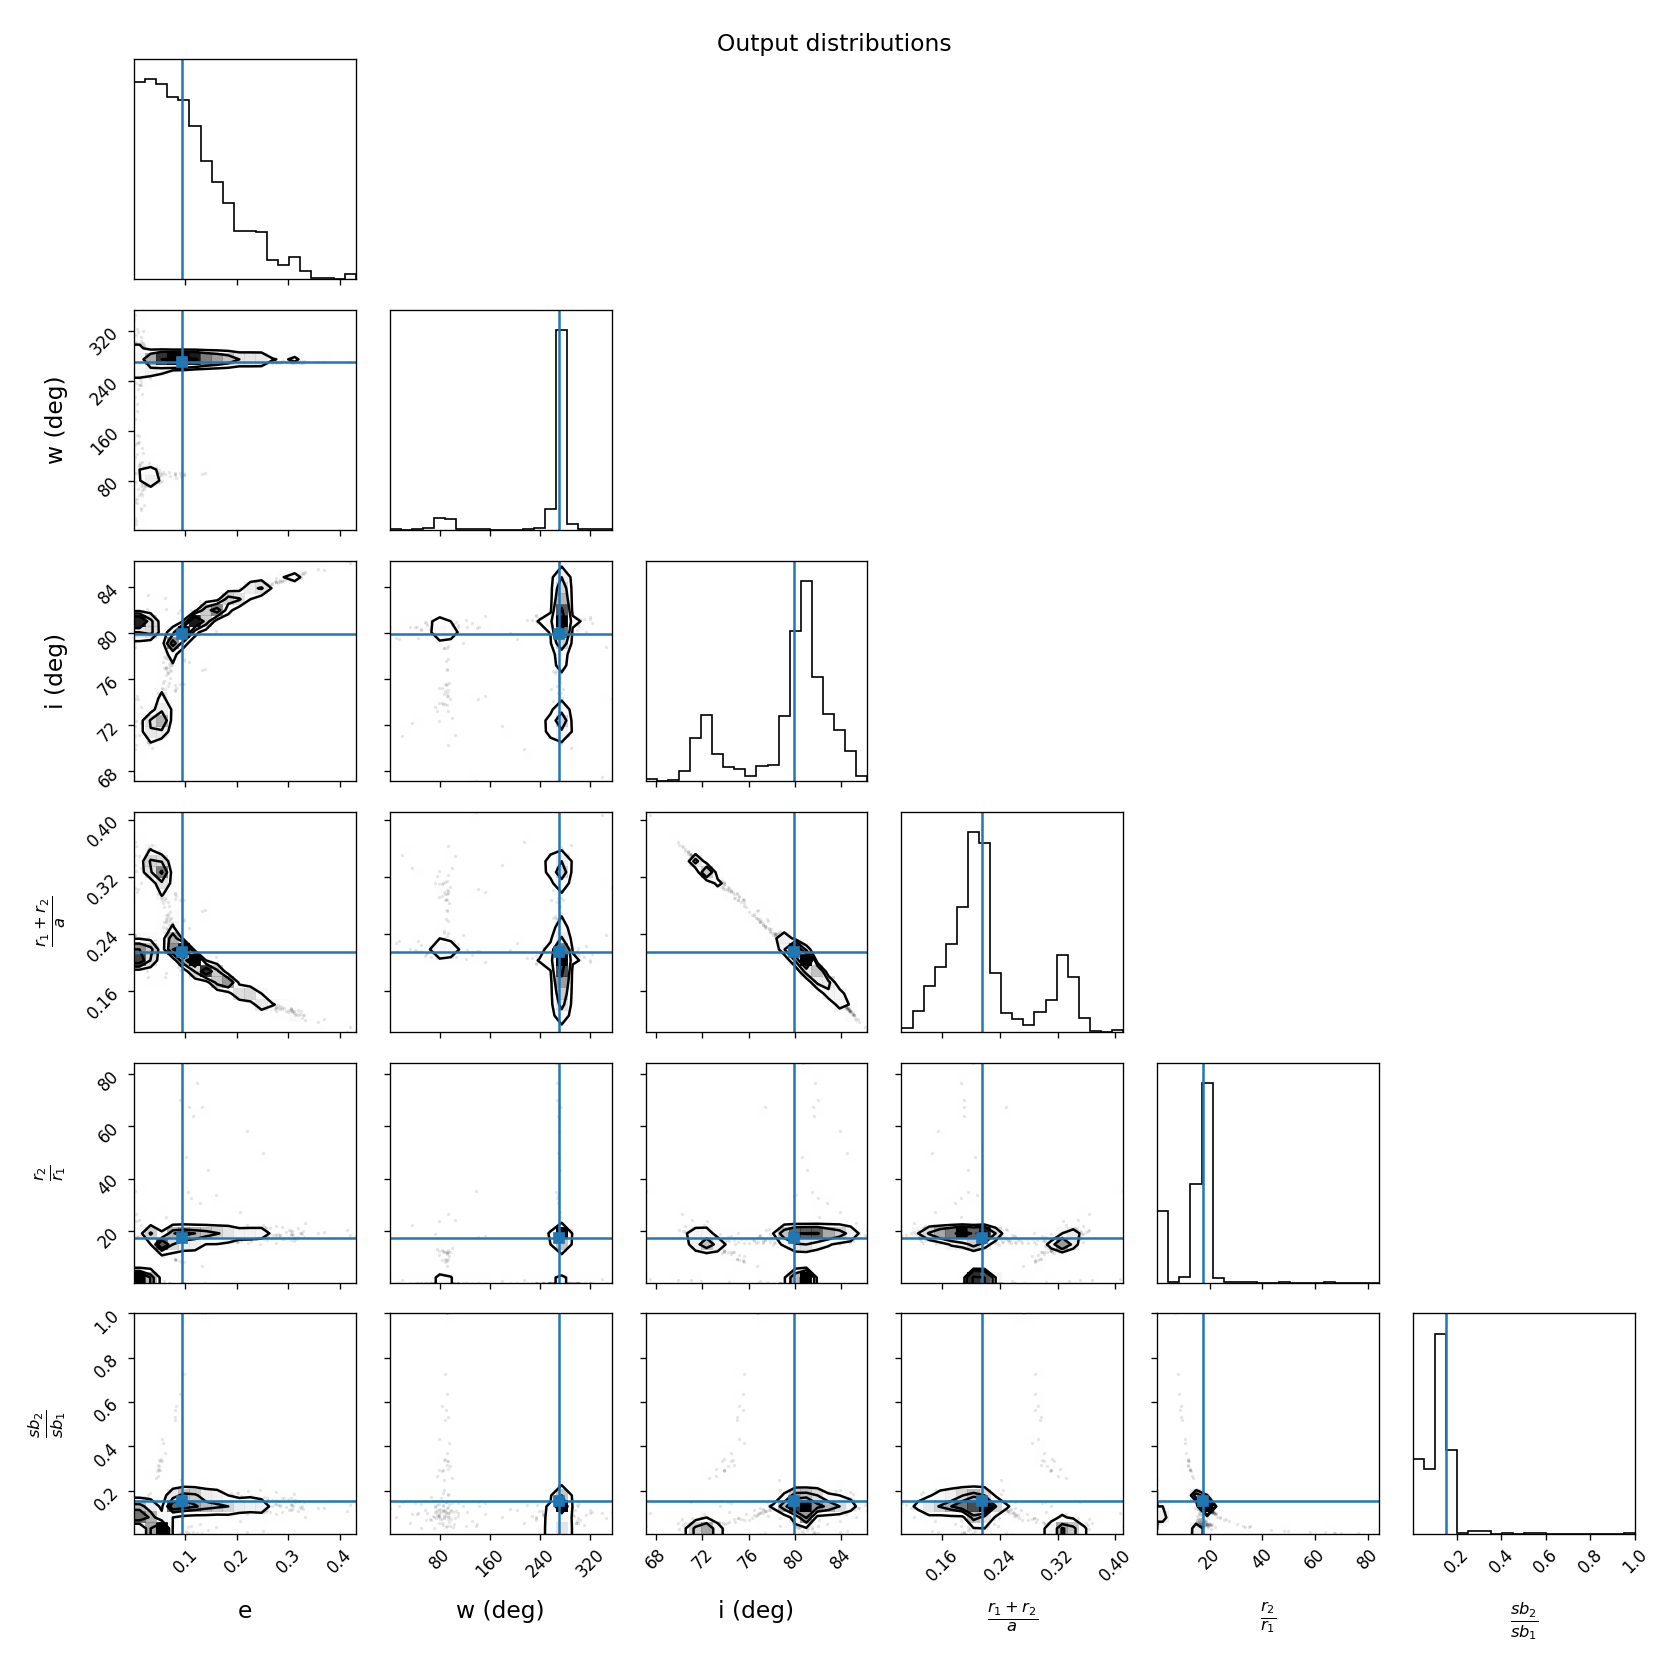 Output distributions
w (deg)
320
240
160
80
i (deg)
84
80
76
72
68
r₁ + r₂
a
0.40
0.32
0.24
0.16
r₂
r₁
80
60
40
20
sb₂
sb₁
1.0
0.8
0.6
0.4
0.2
0.1 0.2 0.3 0.4 80 160 240 320 68 72 76 80 84 0.16 0.24 0.32 0.40 20 40 60 80 0.2 0.4 0.6 0.8 1.0
e w (deg) i (deg) r₁ + r₂ r₂ sb₂
a r₁ sb₁